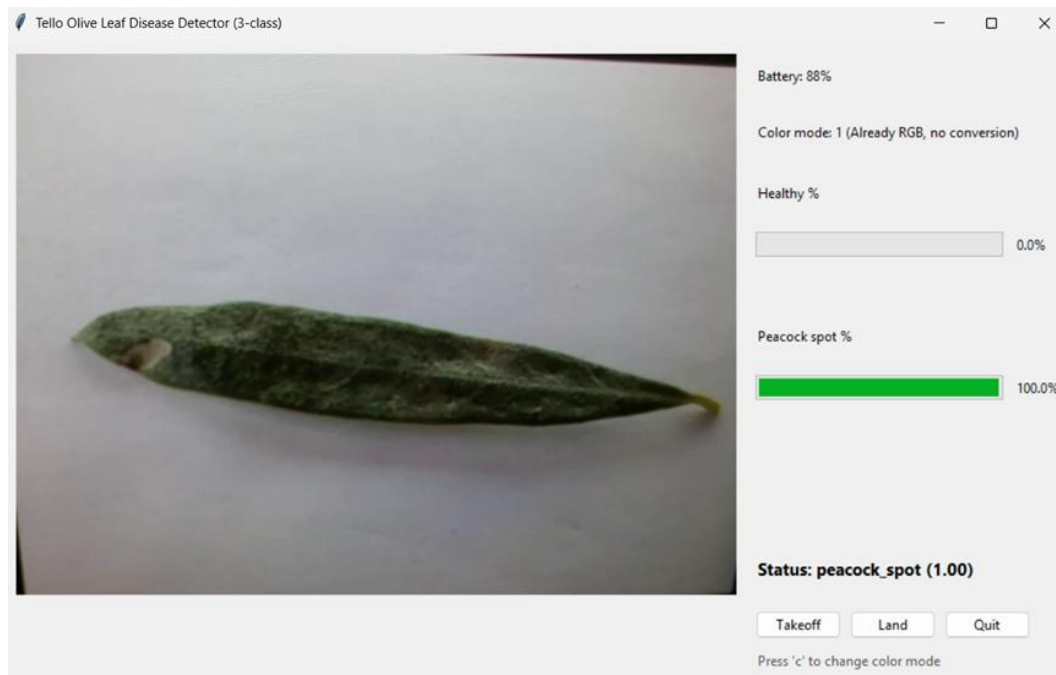 Tello Olive Leaf Disease Detector (3-class)
Battery: 88%
Color mode: 1 (Already RGB, no conversion)
Healthy %
0.0%
Peacock spot %
100.0%
Status: peacock_spot (1.00)
Takeoff Land Quit
Press 'c' to change color mode